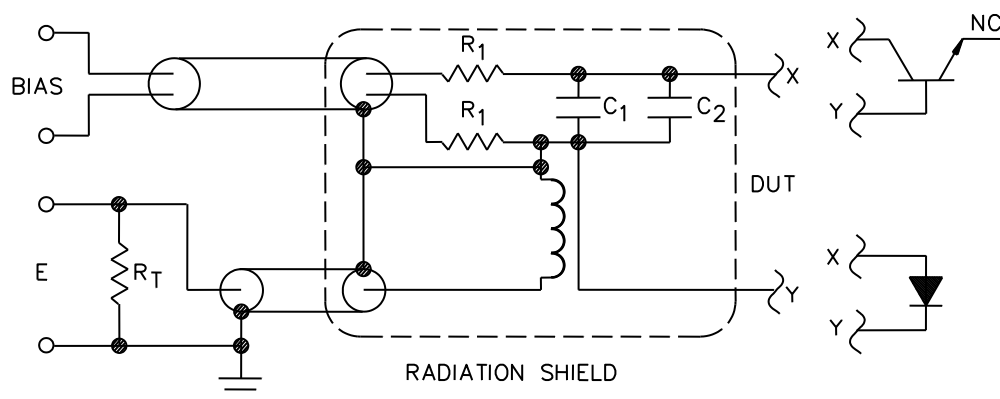 NC
R1
X
X
BIAS
C1
C2
R1
Y
DUT
E
RT
X
Y
Y
RADIATION SHIELD